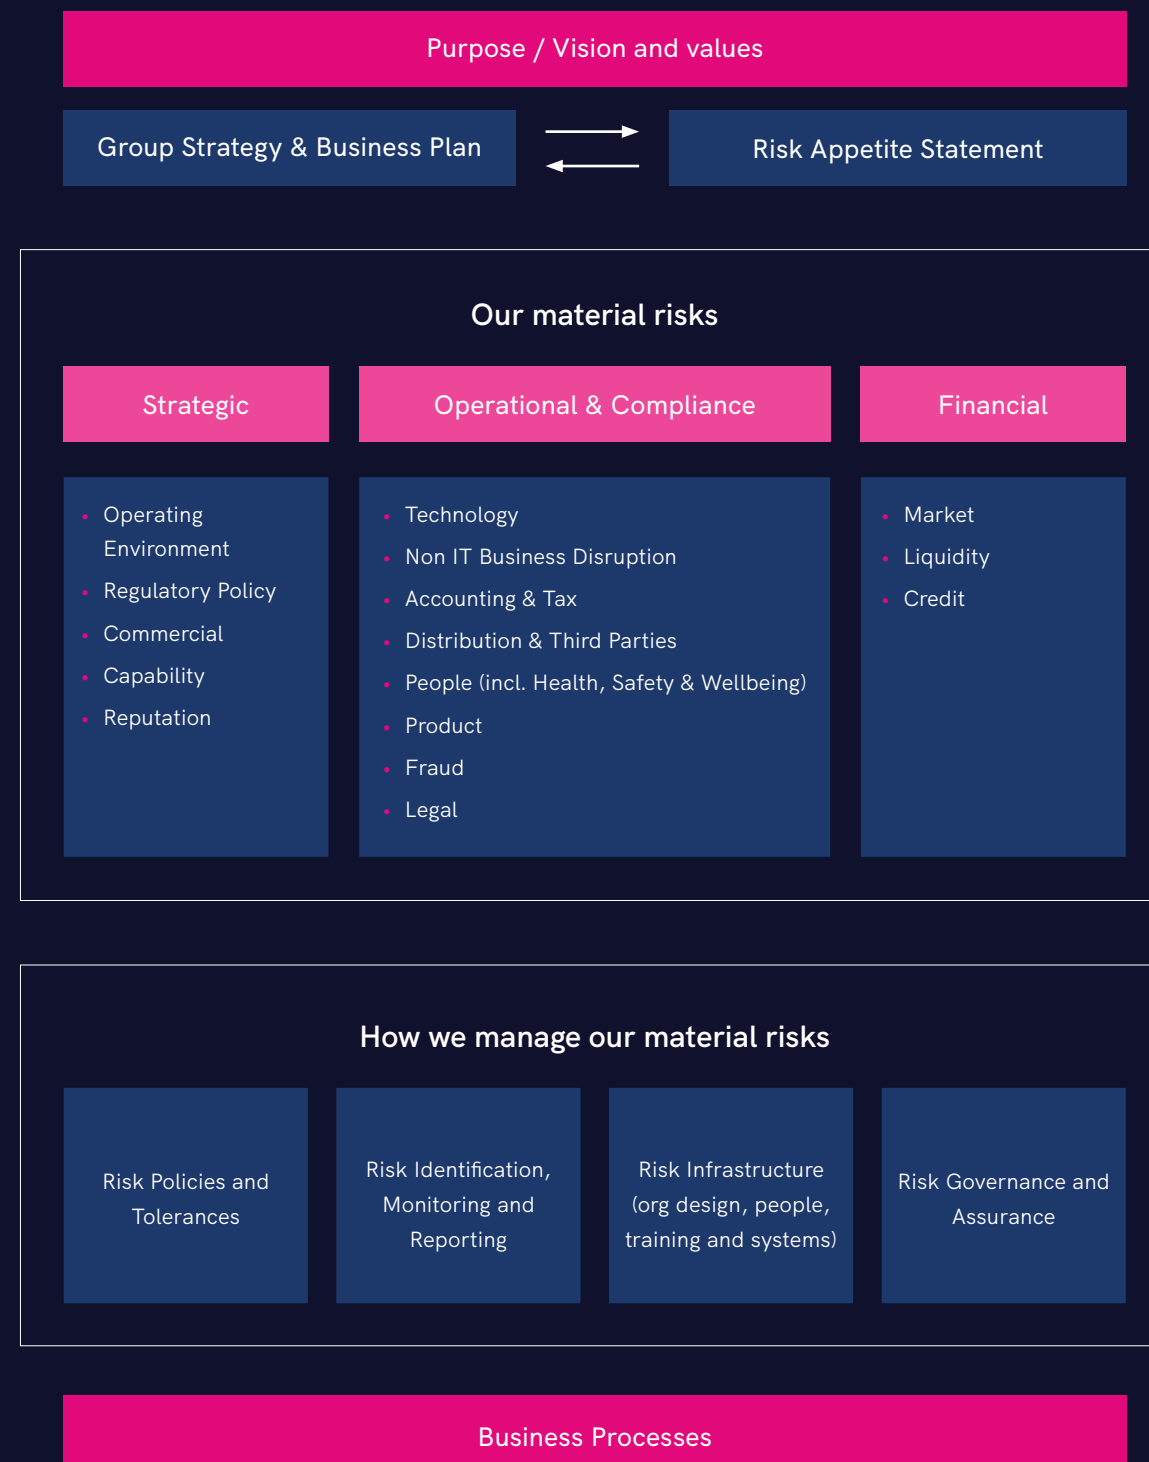 Purpose / Vision and values
Group Strategy & Business Plan
Risk Appetite Statement
Our material risks
Strategic
Operational & Compliance
Financial
• Operating
Environment
• Regulatory Policy
• Commercial
• Capability
• Reputation
• Technology
• Non IT Business Disruption
• Accounting & Tax
• Distribution & Third Parties
• People (incl. Health, Safety & Wellbeing)
• Product
• Fraud
• Legal
• Market
• Liquidity
• Credit
How we manage our material risks
Risk Policies and
Tolerances
Risk Identification,
Monitoring and
Reporting
Risk Infrastructure
(org design, people,
training and systems)
Risk Governance and
Assurance
Business Processes